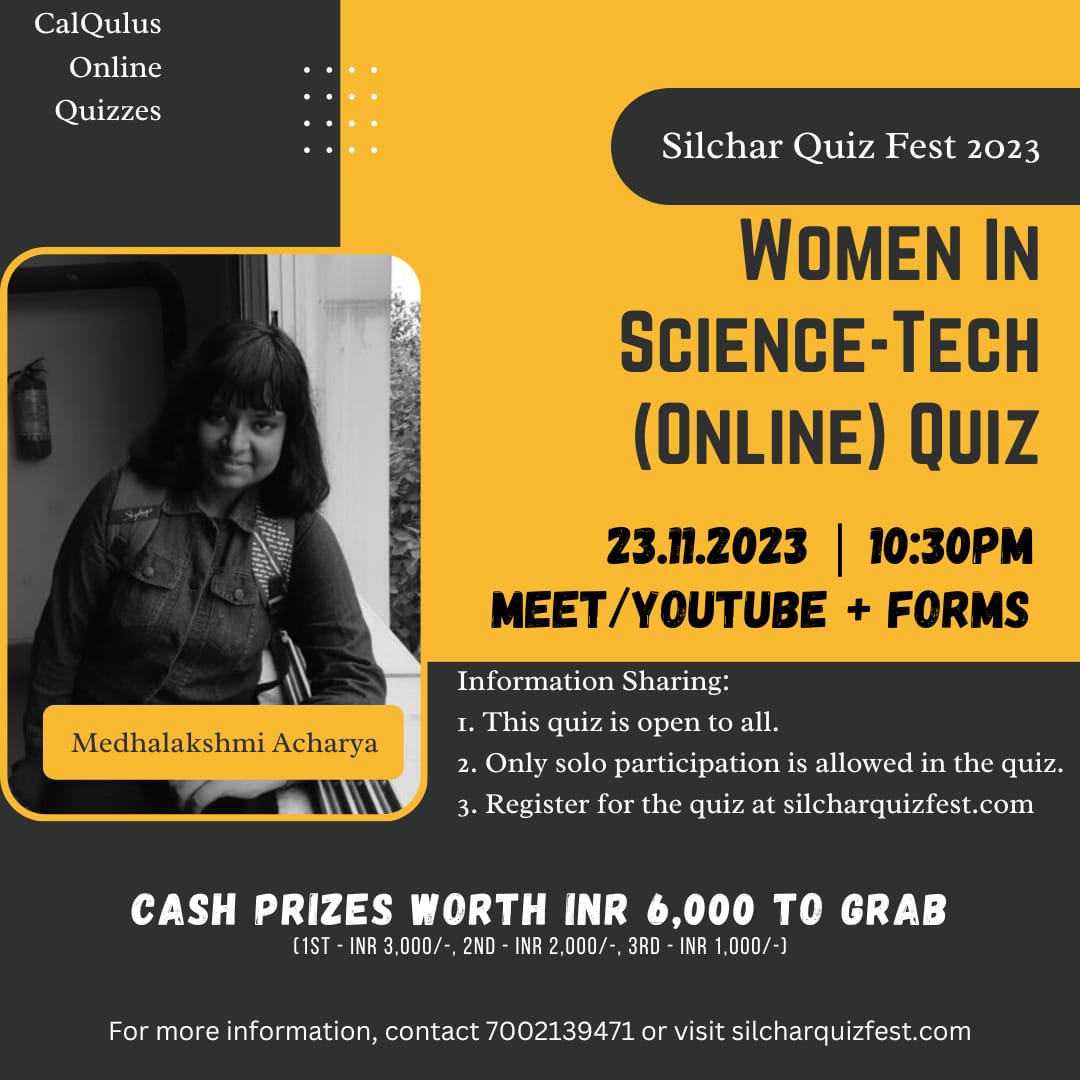 CalQulus
Online
Quizzes
Silchar Quiz Fest 2023
Women In
Science-Tech
(Online) Quiz
23.11.2023 | 10:30PM
MEET/YOUTUBE + FORMS
Skybags
Medhalakshmi Acharya
Information Sharing:
1. This quiz is open to all.
2. Only solo participation is allowed in the quiz.
3. Register for the quiz at silcharquizfest.com
CASH PRIZES WORTH INR 6,000 TO GRAB
(1ST - INR 3,000/-, 2ND - INR 2,000/-, 3RD - INR 1,000/-)
For more information, contact 7002139471 or visit silcharquizfest.com